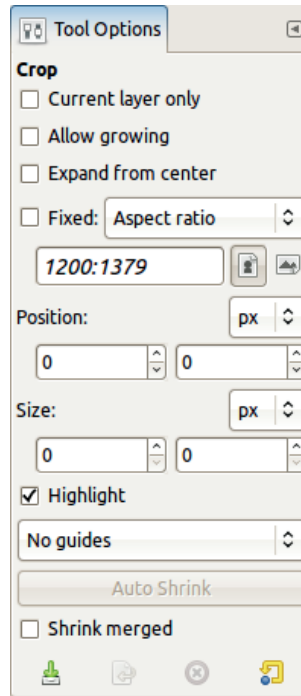 Tool Options
Crop
Current layer only
Allow growing
Expand from center
Fixed: Aspect ratio
1200:1379
Position: px
0 0
Size: px
0 0
Highlight
No guides
Auto Shrink
Shrink merged